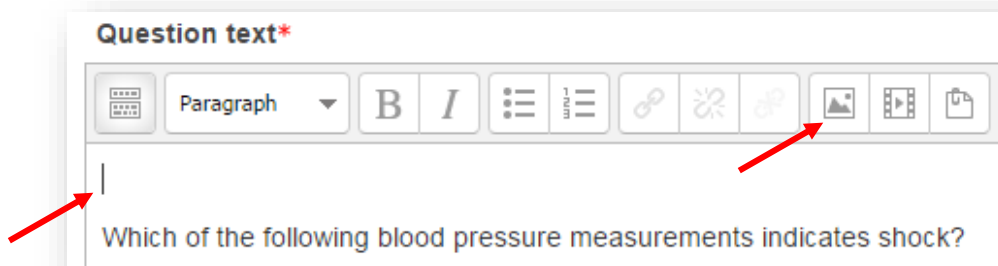 Question text*
Paragraph
Which of the following blood pressure measurements indicates shock?